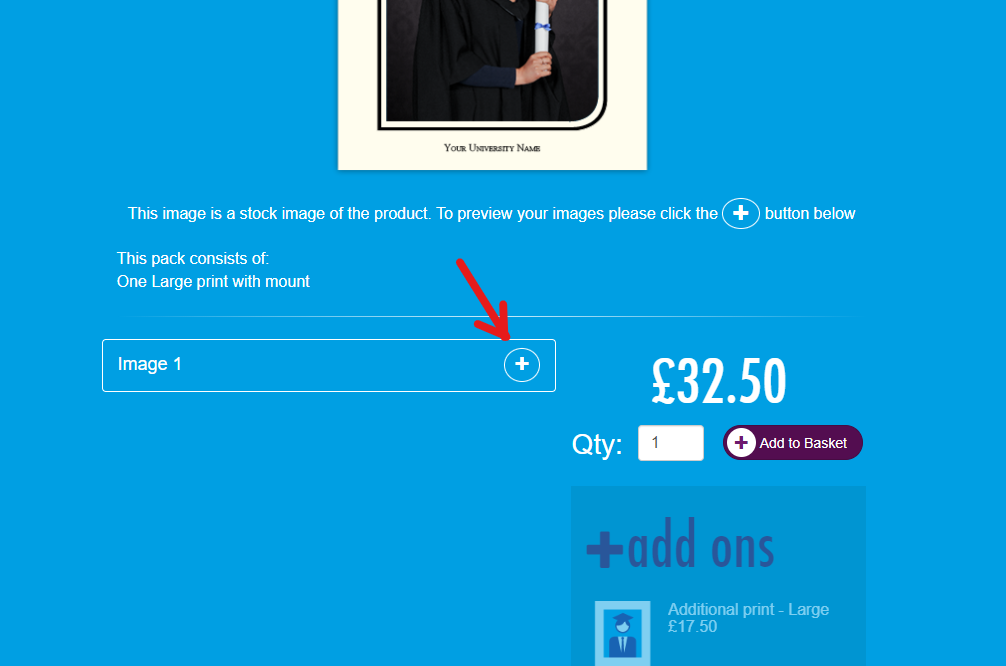 Your University Name
This image is a stock image of the product. To preview your images please click the + button below
This pack consists of:
One Large print with mount
Image 1 +
£32.50
Qty: 1 + Add to Basket
+add ons
Additional print - Large
£17.50